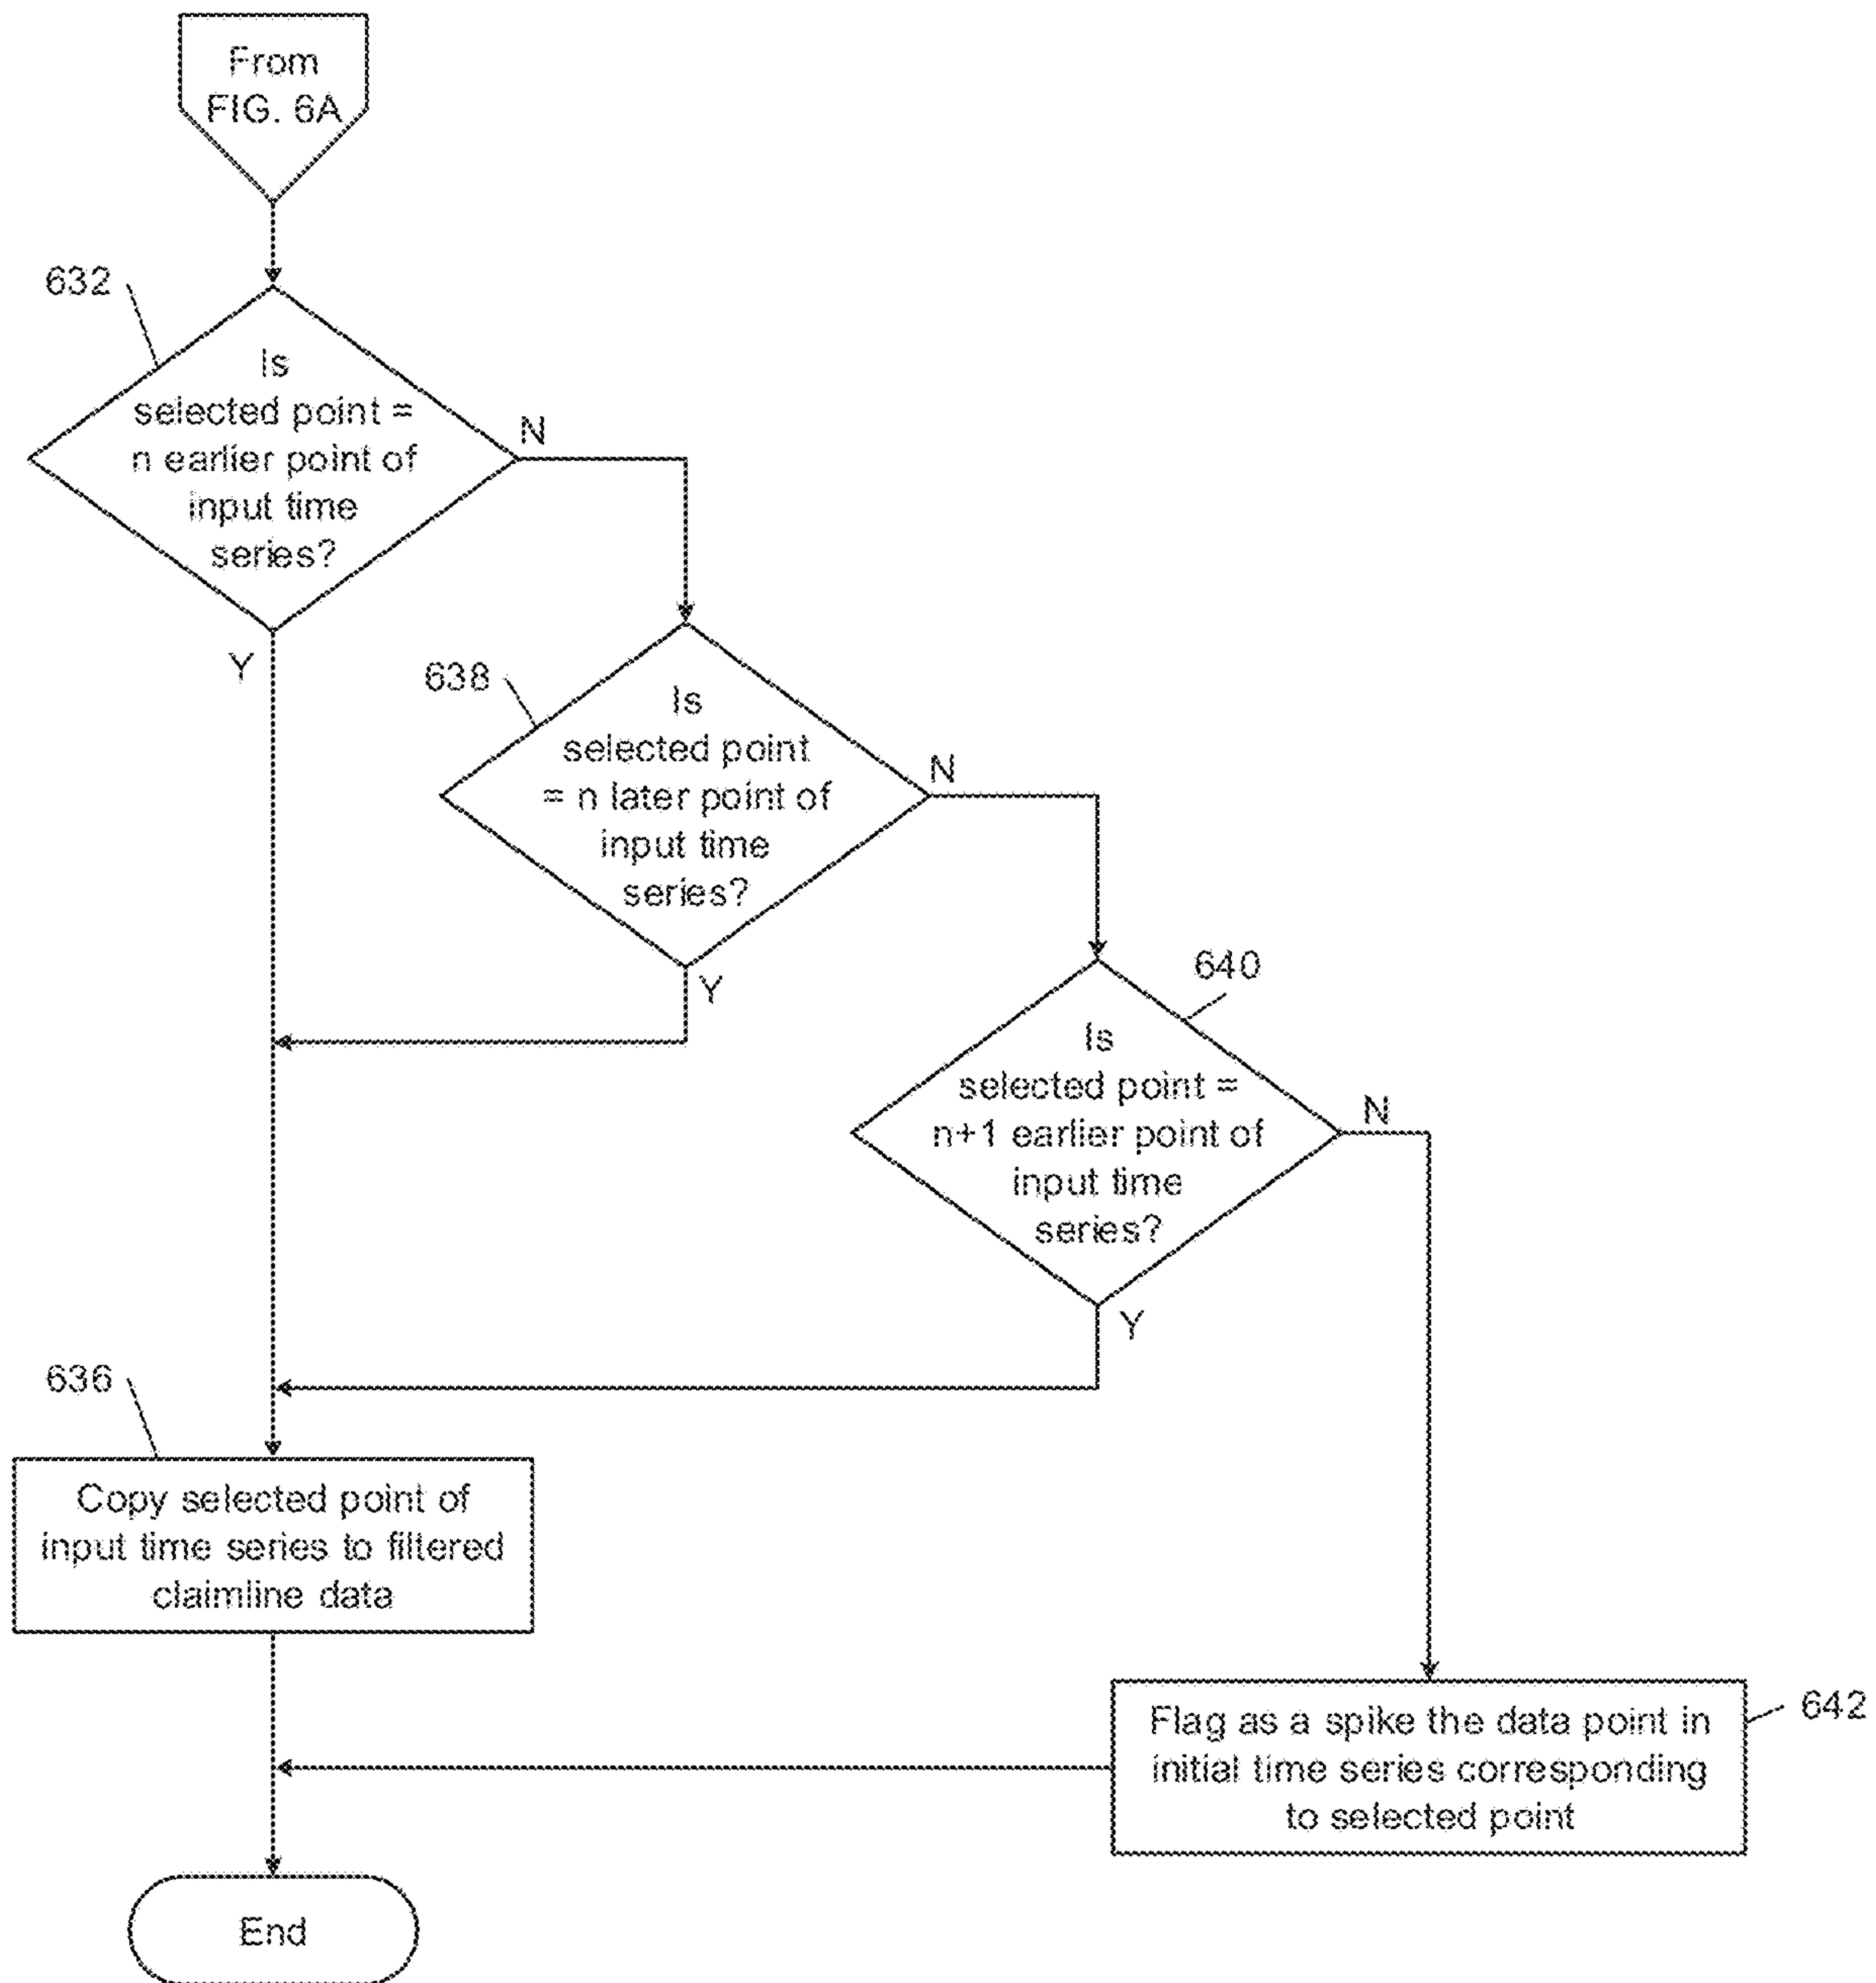 From
FIG. 6A
632
Is
selected point =
n earlier point of
input time
series?
N
Y
638
Is
selected point
= n later point of
input time
series?
N
Y
640
Is
selected point =
n+1 earlier point of
input time
series?
N
Y
636
Copy selected point of
input time series to filtered
claimline data
642
Flag as a spike the data point in
initial time series corresponding
to selected point
End